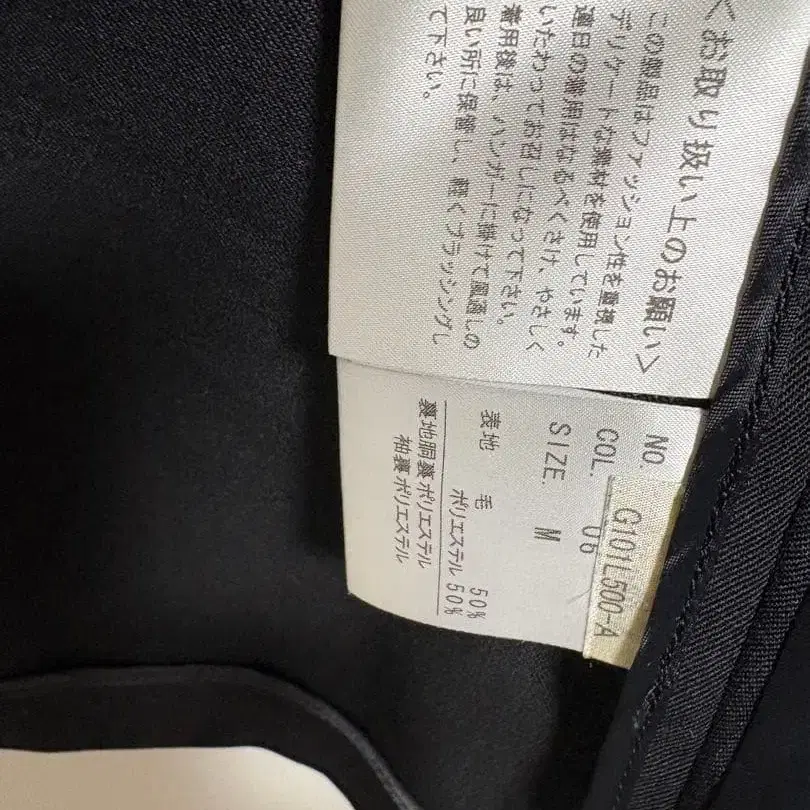 <お取り扱い上のお願い>
この製品はファッション性を重視した
デリケートな素材を使用しています。
連日の着用はなるべくさけ、やさしく
いたわってお召しになって下さい。
着用後は、ハンガーに掛けて風通しの
良い所に保管し、軽くブラッシングし
て下さい。
NO. G101L500-A
COL. 05
SIZE. M
表地 毛 50%
ポリエステル 50%
裏地胴裏ポリエステル
袖裏ポリエステル